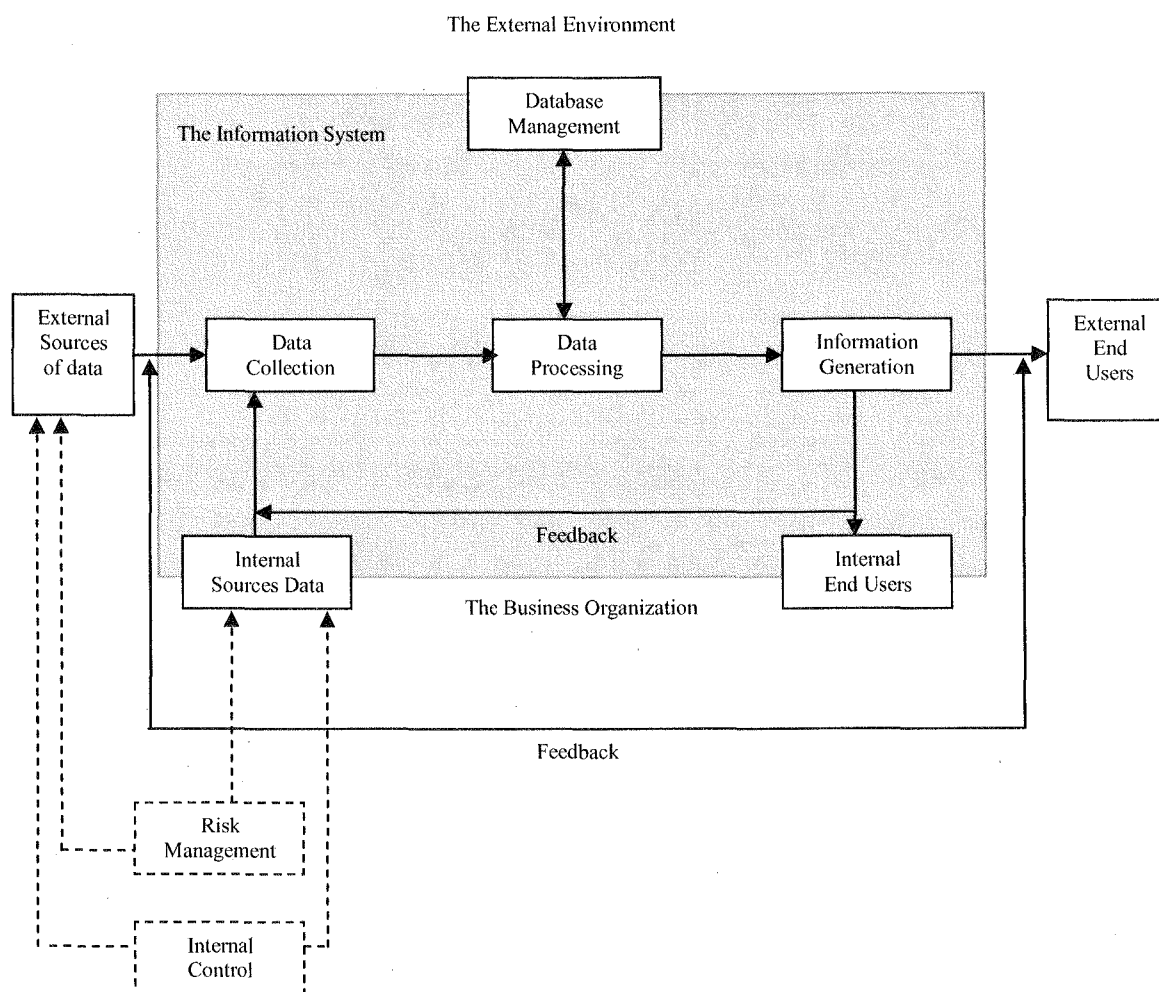 The External Environment
Database
Management
The Information System
External
Sources
of data
Data
Collection
Data
Processing
Information
Generation
External
End
Users
Feedback
Internal
Sources Data
Internal
End Users
The Business Organization
Feedback
Risk
Management
Internal
Control